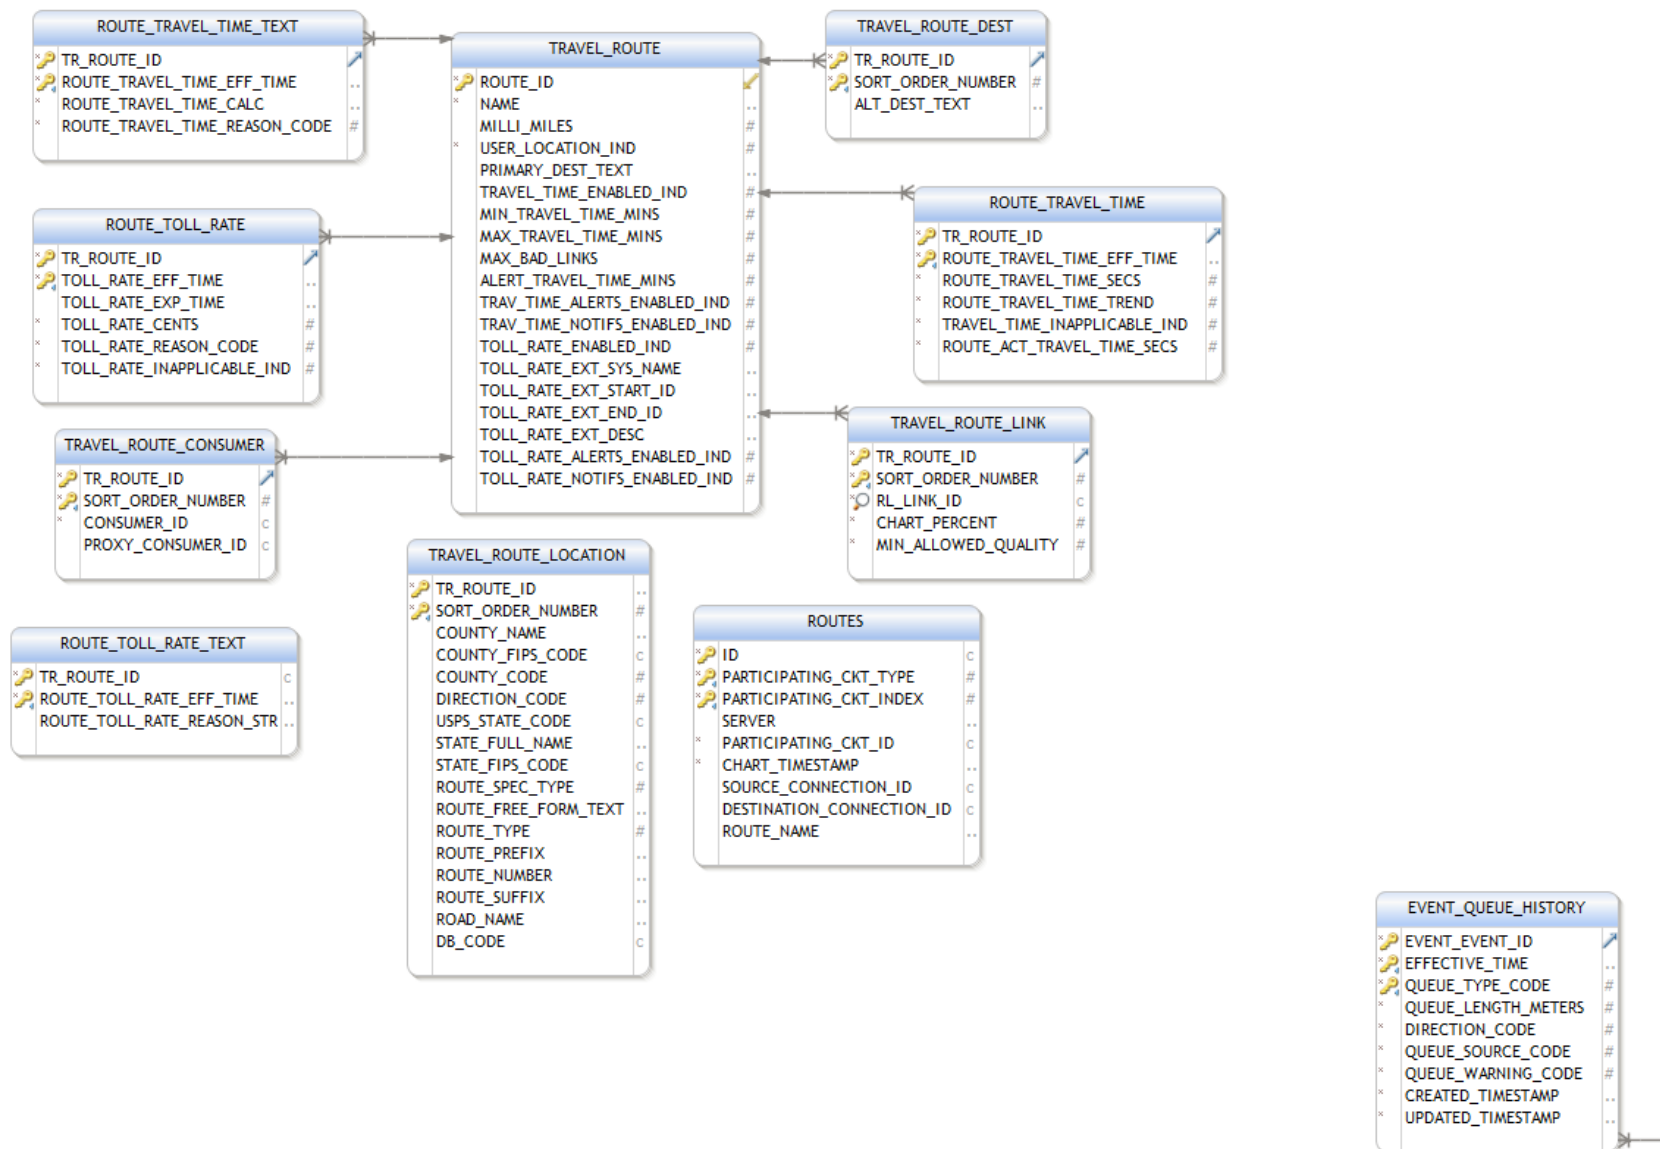 ROUTE_TRAVEL_TIME_TEXT
TR_ROUTE_ID
ROUTE_TRAVEL_TIME_EFF_TIME
ROUTE_TRAVEL_TIME_CALC
ROUTE_TRAVEL_TIME_REASON_CODE #
TRAVEL_ROUTE
ROUTE_ID
NAME
MILLI_MILES #
USER_LOCATION_IND #
PRIMARY_DEST_TEXT
TRAVEL_TIME_ENABLED_IND #
MIN_TRAVEL_TIME_MINS #
MAX_TRAVEL_TIME_MINS #
MAX_BAD_LINKS #
ALERT_TRAVEL_TIME_MINS #
TRAV_TIME_ALERTS_ENABLED_IND #
TRAV_TIME_NOTIFS_ENABLED_IND #
TOLL_RATE_ENABLED_IND #
TOLL_RATE_EXT_SYS_NAME
TOLL_RATE_EXT_START_ID
TOLL_RATE_EXT_END_ID
TOLL_RATE_EXT_DESC
TOLL_RATE_ALERTS_ENABLED_IND #
TOLL_RATE_NOTIFS_ENABLED_IND #
TRAVEL_ROUTE_DEST
TR_ROUTE_ID
SORT_ORDER_NUMBER #
ALT_DEST_TEXT
ROUTE_TRAVEL_TIME
TR_ROUTE_ID
ROUTE_TRAVEL_TIME_EFF_TIME
ROUTE_TRAVEL_TIME_SECS #
ROUTE_TRAVEL_TIME_TREND #
TRAVEL_TIME_INAPPLICABLE_IND #
ROUTE_ACT_TRAVEL_TIME_SECS #
ROUTE_TOLL_RATE
TR_ROUTE_ID
TOLL_RATE_EFF_TIME
TOLL_RATE_EXP_TIME
TOLL_RATE_CENTS #
TOLL_RATE_REASON_CODE #
TOLL_RATE_INAPPLICABLE_IND #
TRAVEL_ROUTE_LINK
TR_ROUTE_ID
SORT_ORDER_NUMBER #
RL_LINK_ID c
CHART_PERCENT #
MIN_ALLOWED_QUALITY #
TRAVEL_ROUTE_CONSUMER
TR_ROUTE_ID
SORT_ORDER_NUMBER #
CONSUMER_ID c
PROXY_CONSUMER_ID c
TRAVEL_ROUTE_LOCATION
TR_ROUTE_ID
SORT_ORDER_NUMBER #
COUNTY_NAME
COUNTY_FIPS_CODE c
COUNTY_CODE #
DIRECTION_CODE #
USPS_STATE_CODE c
STATE_FULL_NAME
STATE_FIPS_CODE c
ROUTE_SPEC_TYPE #
ROUTE_FREE_FORM_TEXT
ROUTE_TYPE #
ROUTE_PREFIX
ROUTE_NUMBER
ROUTE_SUFFIX
ROAD_NAME
DB_CODE c
ROUTES
ID c
PARTICIPATING_CKT_TYPE #
PARTICIPATING_CKT_INDEX #
SERVER
PARTICIPATING_CKT_ID c
CHART_TIMESTAMP
SOURCE_CONNECTION_ID c
DESTINATION_CONNECTION_ID c
ROUTE_NAME
ROUTE_TOLL_RATE_TEXT
TR_ROUTE_ID c
ROUTE_TOLL_RATE_EFF_TIME
ROUTE_TOLL_RATE_REASON_STR
EVENT_QUEUE_HISTORY
EVENT_EVENT_ID
EFFECTIVE_TIME
QUEUE_TYPE_CODE #
QUEUE_LENGTH_METERS #
DIRECTION_CODE #
QUEUE_SOURCE_CODE #
QUEUE_WARNING_CODE #
CREATED_TIMESTAMP
UPDATED_TIMESTAMP